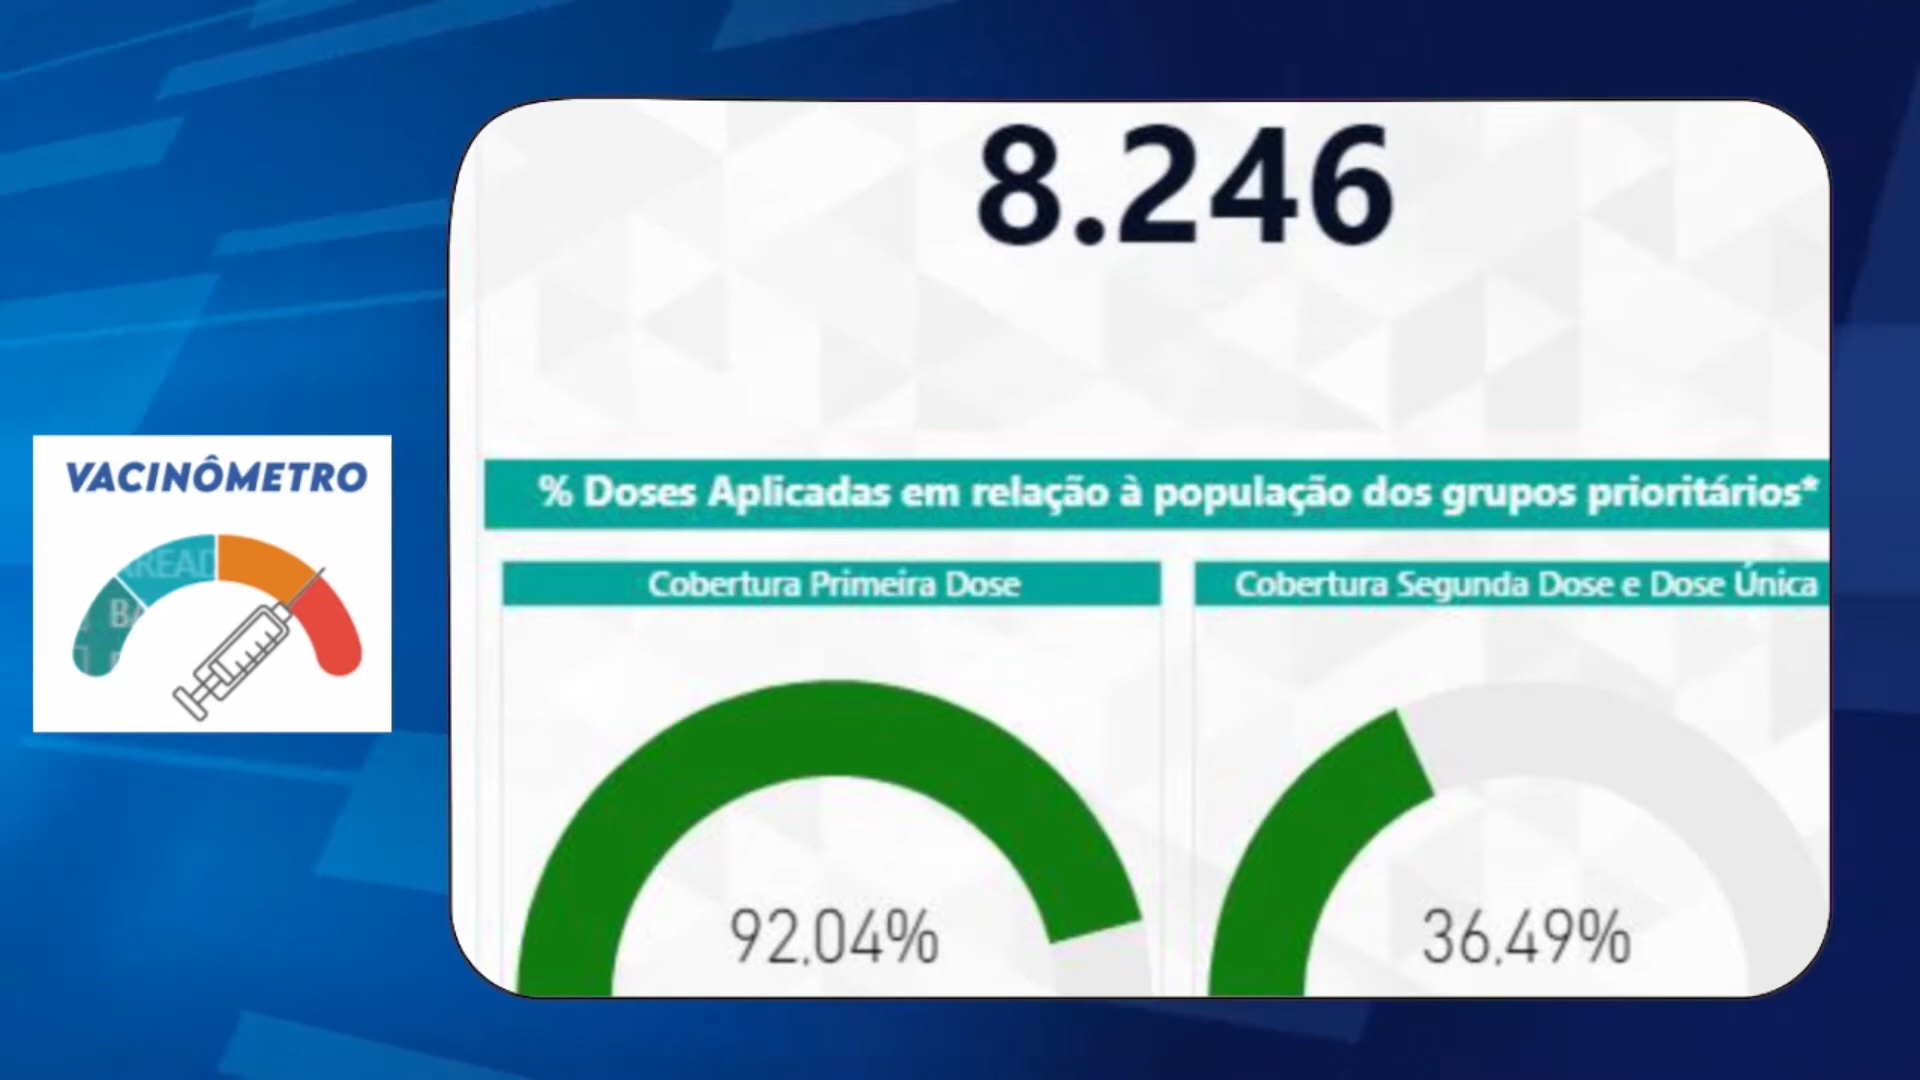 8.246
VACINÔMETRO
% Doses Aplicadas em relação à população dos grupos prioritários*
Cobertura Primeira Dose
Cobertura Segunda Dose e Dose Única
92,04%
36,49%